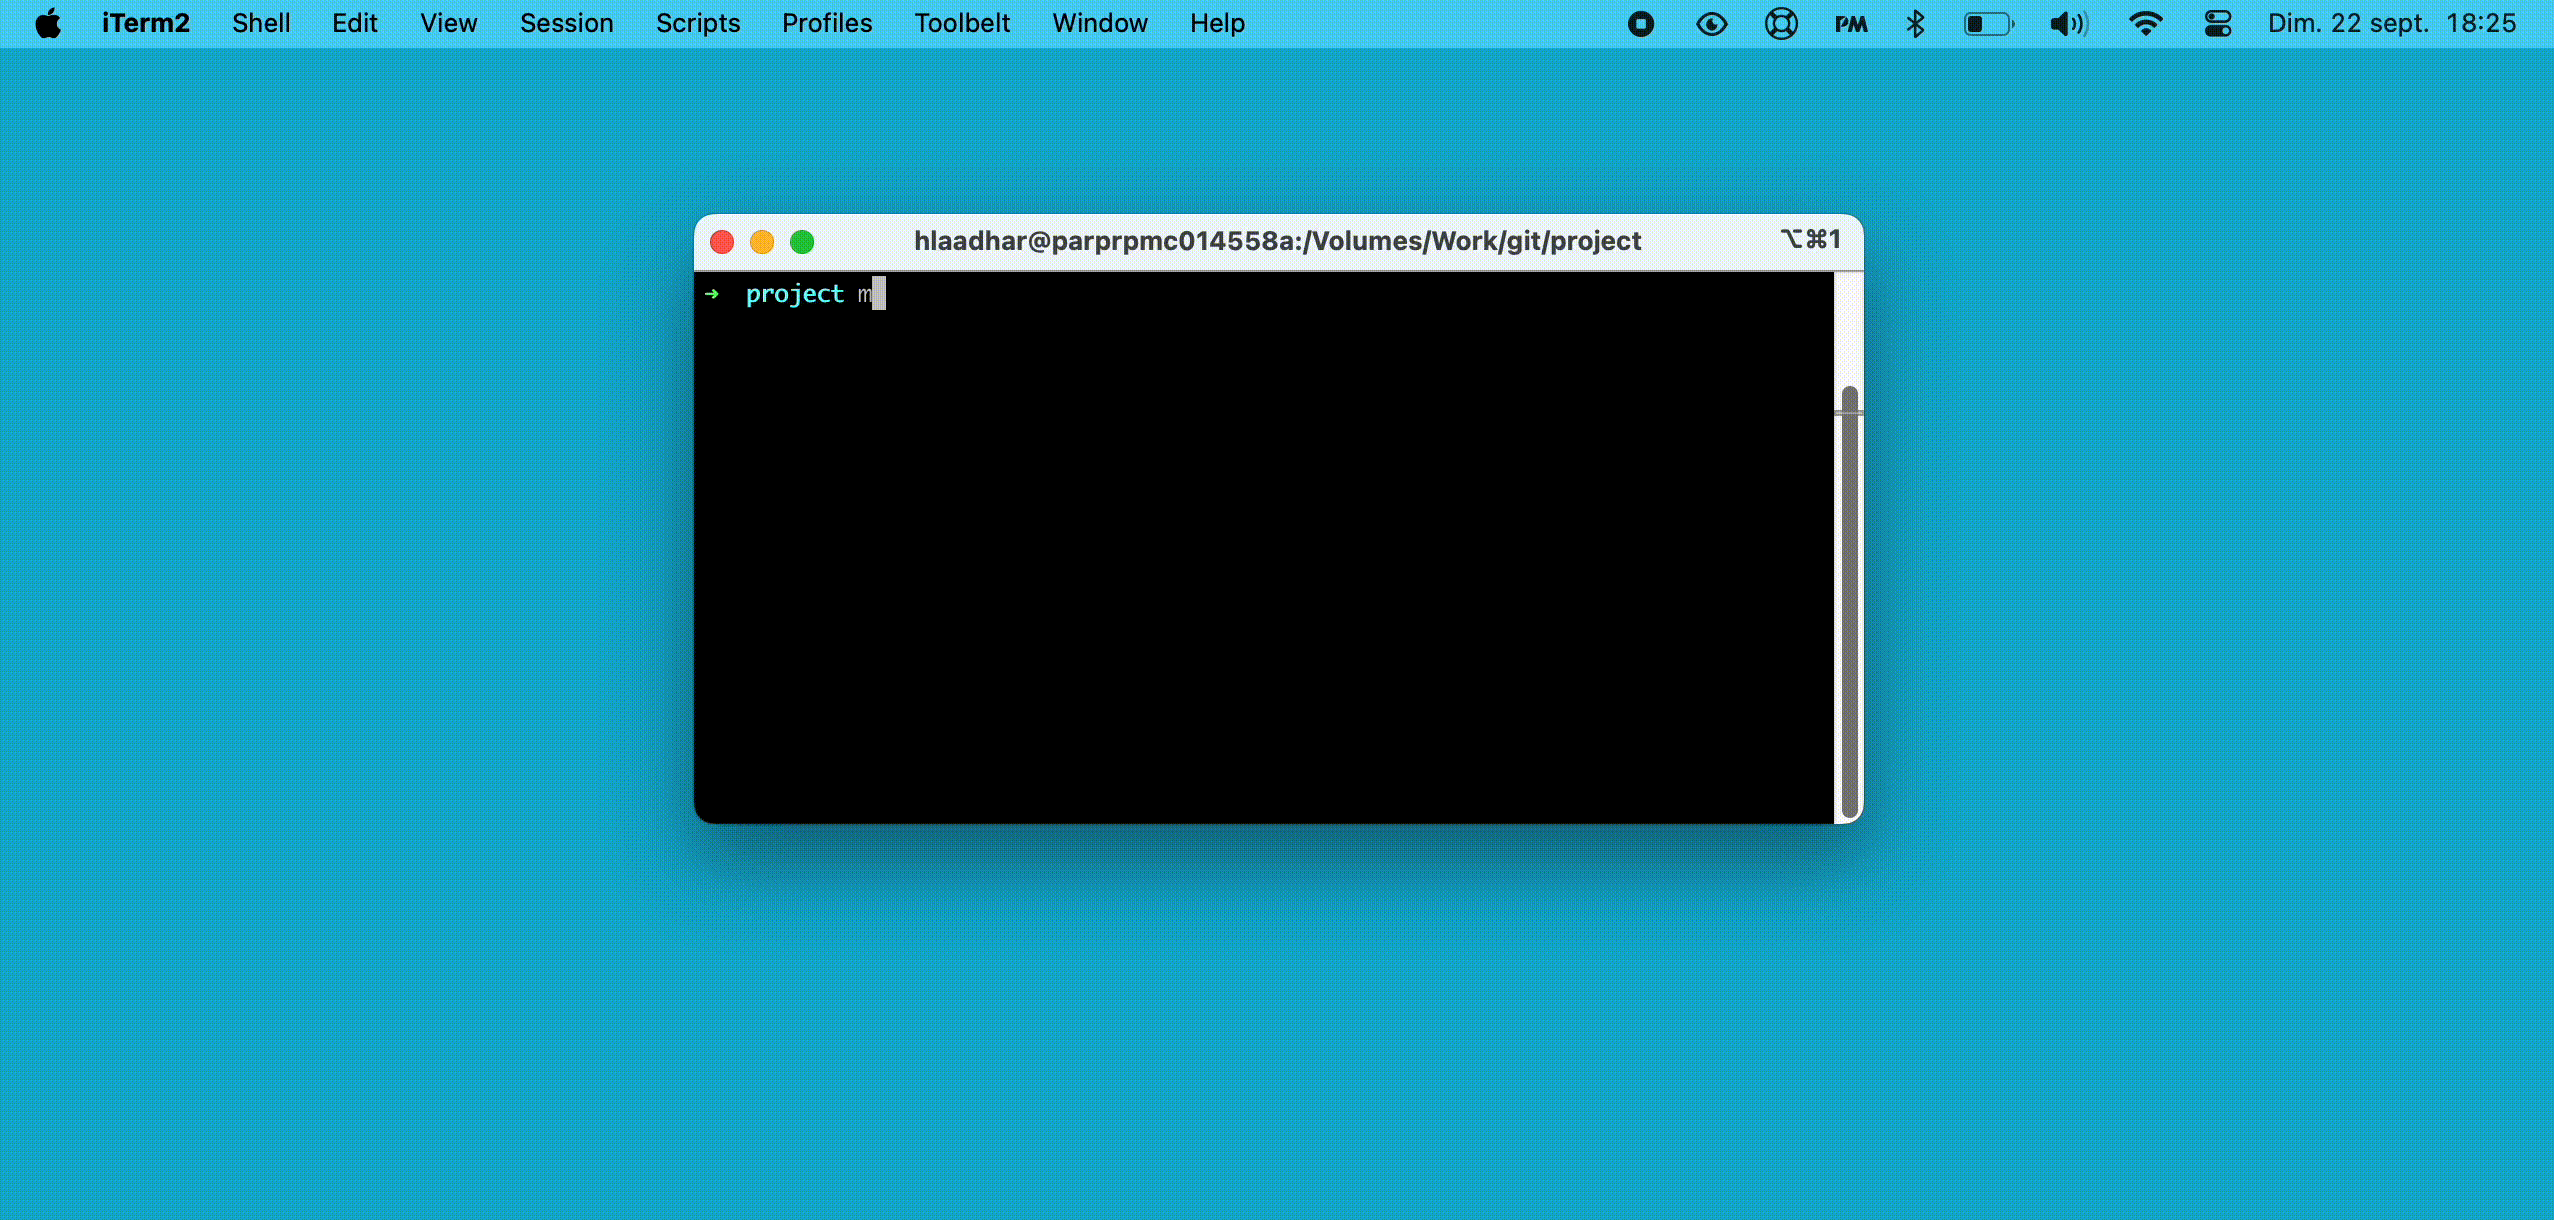 iTerm2 Shell Edit View Session Scripts Profiles Toolbelt Window Help PM Dim. 22 sept. 18:25
hlaadhar@parprpmc014558a:/Volumes/Work/git/project ⌥⌘1
➜ project m